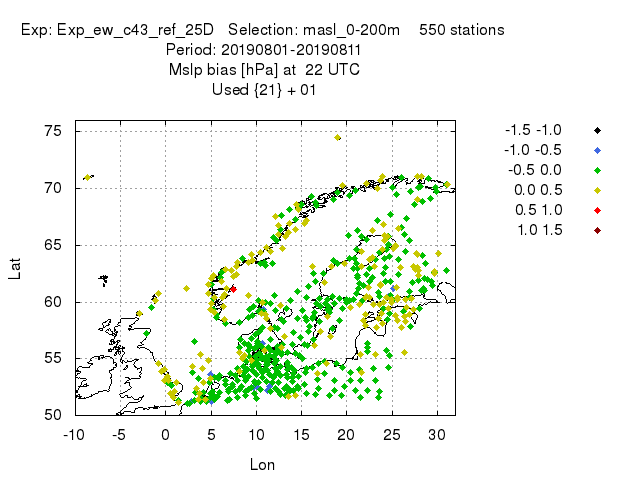 Exp: Exp_ew_c43_ref_25D   Selection: masl_0-200m    550 stations
Period: 20190801-20190811
Mslp bias [hPa] at  22 UTC
Used {21} + 01
75
70
65
60
55
50
Lat
-10 -5 0 5 10 15 20 25 30
Lon
-1.5 -1.0
-1.0 -0.5
-0.5 0.0
0.0 0.5
0.5 1.0
1.0 1.5